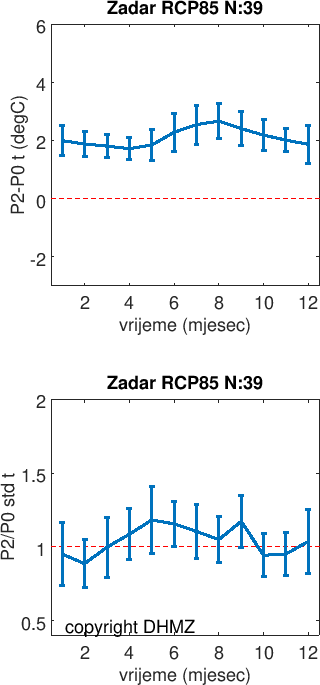 Zadar RCP85 N:39
6
4
2
0
-2
P2-P0 t (degC)
2 4 6 8 10 12
vrijeme (mjesec)
Zadar RCP85 N:39
2
1.5
1
0.5
P2/P0 std t
copyright DHMZ
2 4 6 8 10 12
vrijeme (mjesec)